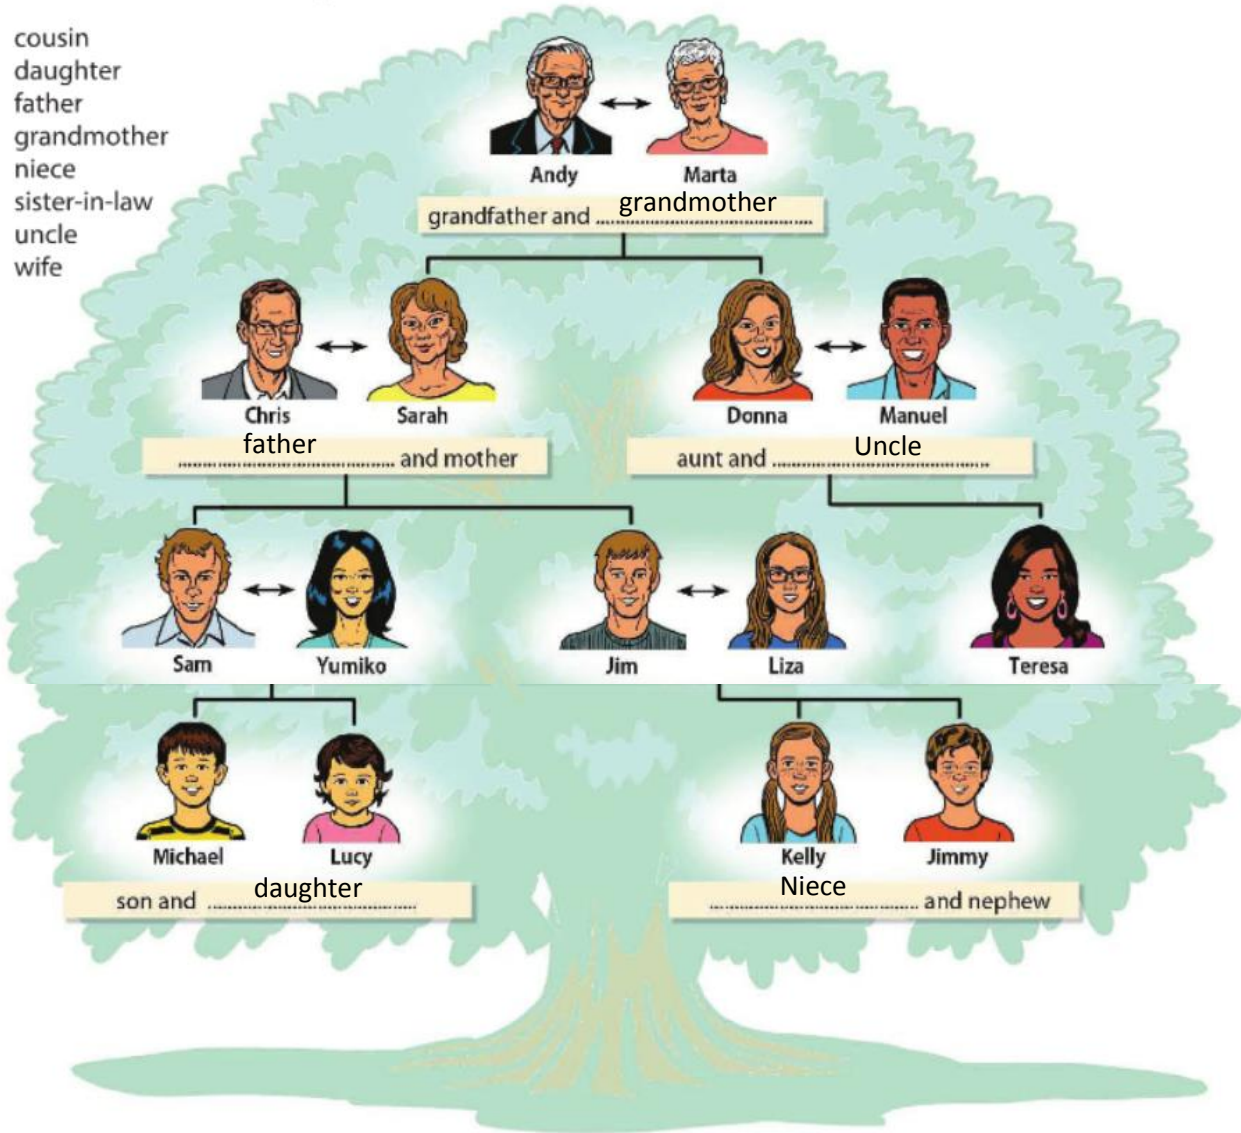 cousin
daughter
father
grandmother
niece
sister-in-law
uncle
wife
Andy Marta
grandfather and grandmother
Chris Sarah Donna Manuel
father and mother
aunt and Uncle
Sam Yumiko Jim Liza Teresa
Michael Lucy Kelly Jimmy
son and daughter
Niece and nephew